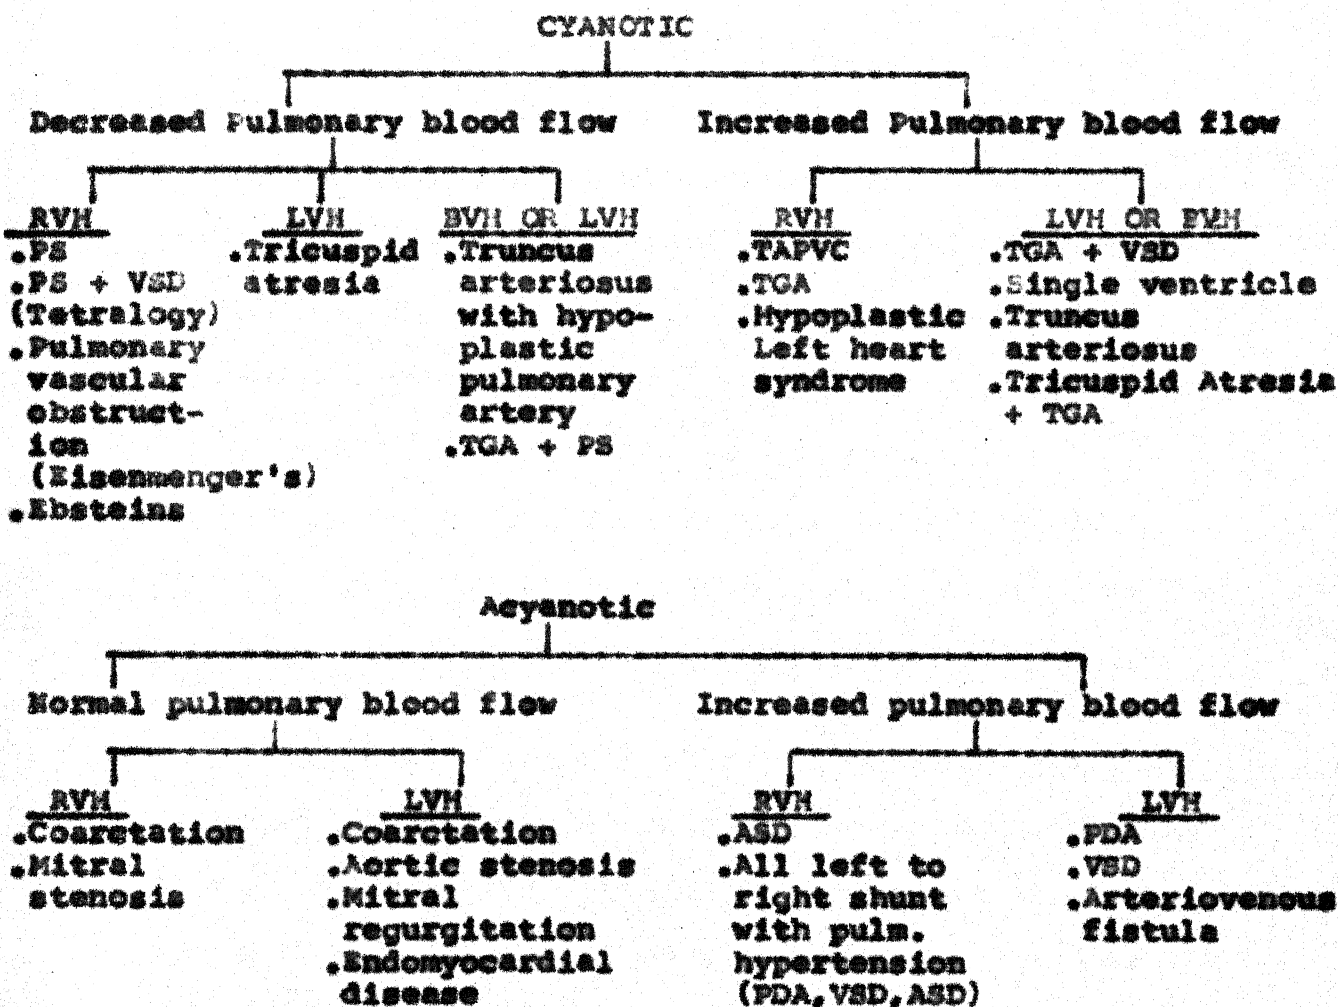 CYANOTIC
Decreased Pulmonary blood flow
Increased Pulmonary blood flow
RVH
.PS
.PS + VSD
(Tetralogy)
.Pulmonary
vascular
obstruct-
ion
(Eisenmenger's)
.Ebsteins
LVH
.Tricuspid
atresia
BVH OR LVH
.Truncus
arteriosus
with hypo-
plastic
pulmonary
artery
.TGA + PS
RVH
.TAPVC
.TGA
.Hypoplastic
Left heart
syndrome
LVH OR BVH
.TGA + VSD
.Single ventricle
.Truncus
arteriosus
.Tricuspid Atresia
+ TGA
Acyanotic
Normal pulmonary blood flow
Increased pulmonary blood flow
RVH
.Coarctation
.Mitral
stenosis
LVH
.Coarctation
.Aortic stenosis
.Mitral
regurgitation
.Endomyocardial
disease
RVH
.ASD
.All left to
right shunt
with pulm.
hypertension
(PDA,VSD,ASD)
LVH
.PDA
.VSD
.Arteriovenous
fistula